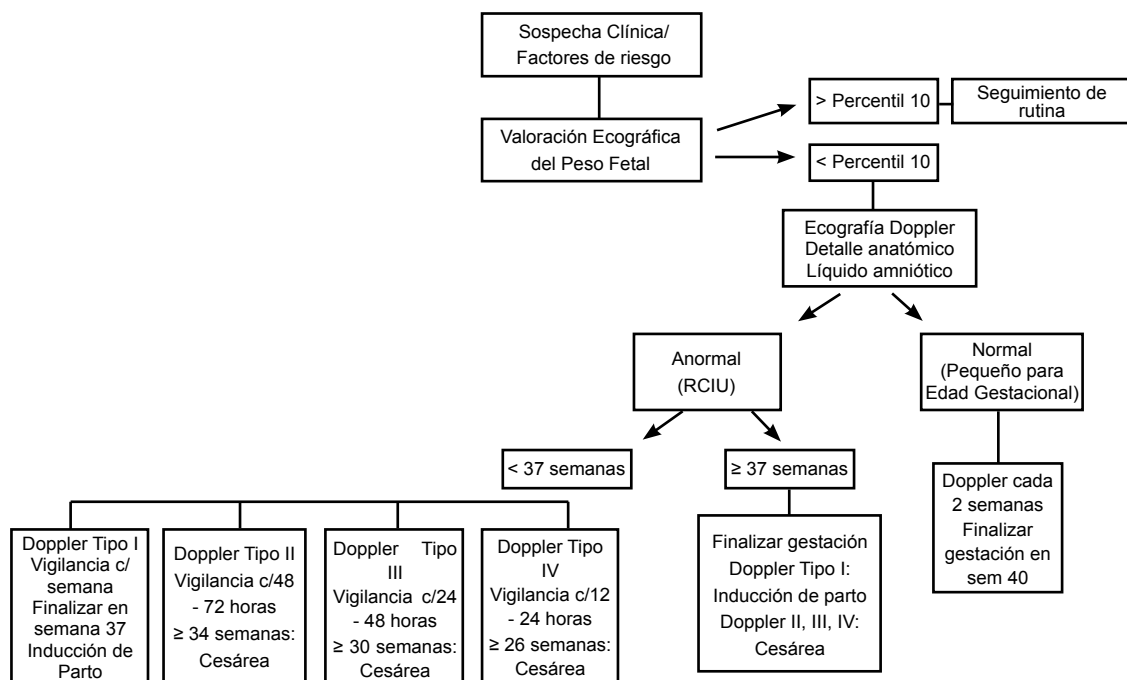 Sospecha Clínica/
Factores de riesgo
> Percentil 10
Seguimiento de
rutina
Valoración Ecográfica
del Peso Fetal
< Percentil 10
Ecografía Doppler
Detalle anatómico
Líquido amniótico
Anormal
(RCIU)
Normal
(Pequeño para
Edad Gestacional)
< 37 semanas
≥ 37 semanas
Doppler cada
2 semanas
Finalizar
gestación en
sem 40
Doppler Tipo I
Vigilancia c/
semana
Finalizar en
semana 37
Inducción de
Parto
Doppler Tipo II
Vigilancia c/48
- 72 horas
≥ 34 semanas:
Cesárea
Doppler Tipo
III
Vigilancia c/24
- 48 horas
≥ 30 semanas:
Cesárea
Doppler Tipo
IV
Vigilancia c/12
- 24 horas
≥ 26 semanas:
Cesárea
Finalizar gestación
Doppler Tipo I:
Inducción de parto
Doppler II, III, IV:
Cesárea